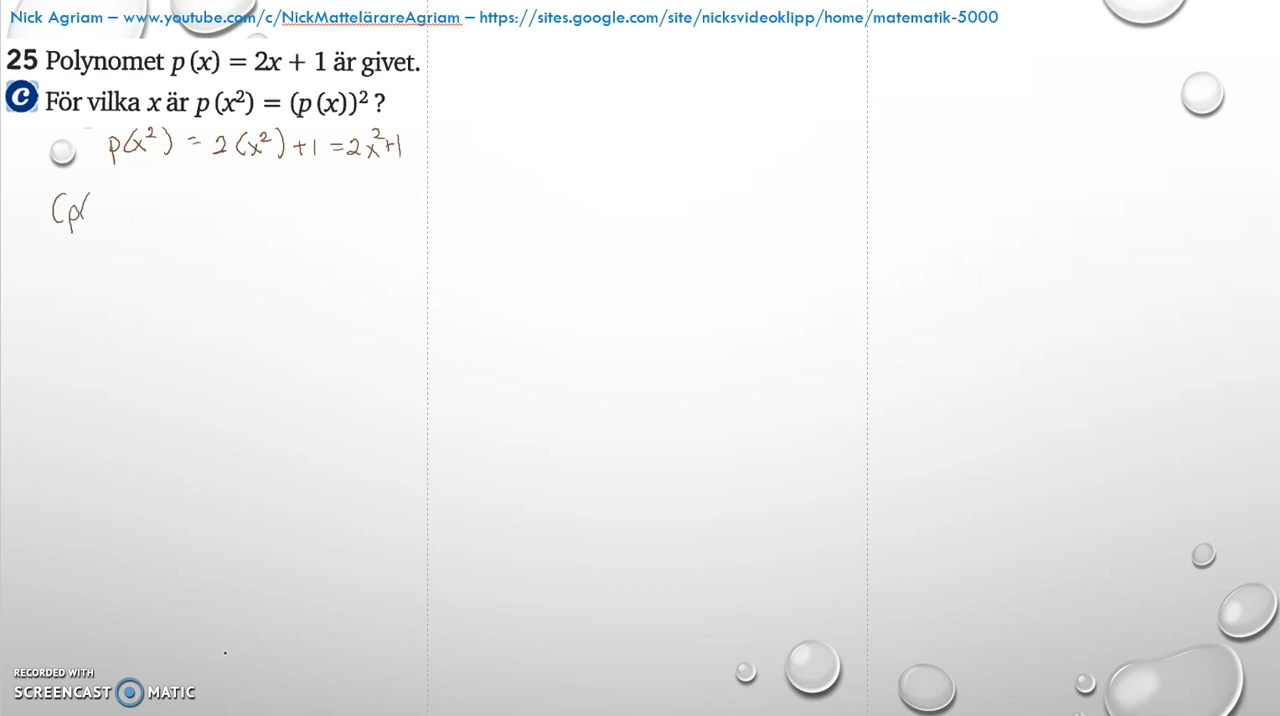 Nick Agriam – www.youtube.com/c/NickMattelärareAgriam – https://sites.google.com/site/nicksvideoklipp/home/matematik-5000
25 Polynomet p(x) = 2x + 1 är givet.
C För vilka x är p(x²) = (p(x))² ?
p(x²) = 2(x²) + 1 = 2x² + 1
(p(
RECORDED WITH
SCREENCAST MATIC